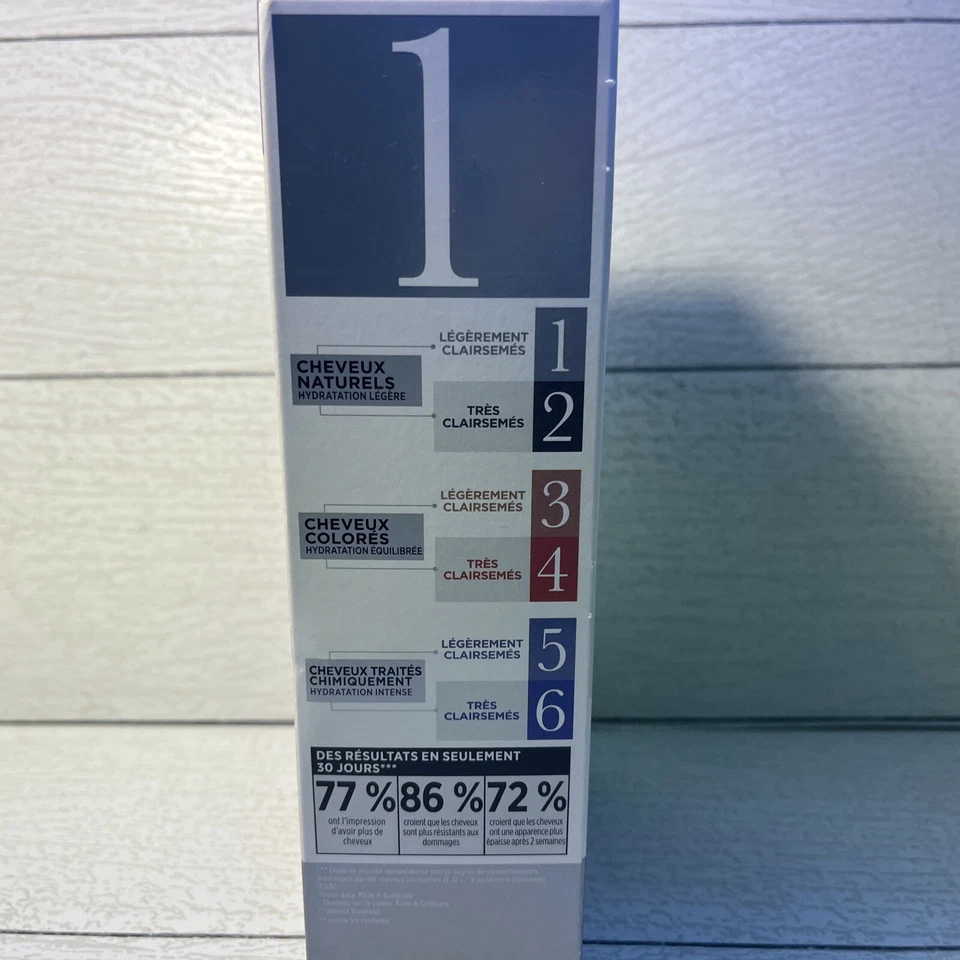 1
LÉGÈREMENT
CLAIRSEMÉS
1
CHEVEUX
NATURELS
HYDRATATION LÉGÈRE
TRÈS
CLAIRSEMÉS
2
LÉGÈREMENT
CLAIRSEMÉS
3
CHEVEUX
COLORÉS
HYDRATATION ÉQUILIBRÉE
TRÈS
CLAIRSEMÉS
4
LÉGÈREMENT
CLAIRSEMÉS
5
CHEVEUX TRAITÉS
CHIMIQUEMENT
HYDRATATION INTENSE
TRÈS
CLAIRSEMÉS
6
DES RÉSULTATS EN SEULEMENT
30 JOURS***
77 %
ont l'impression
d'avoir plus de
cheveux
86 %
croient que les cheveux
sont plus résistants aux
dommages
72 %
croient que les cheveux
ont une apparence plus
épaisse après 2 semaines